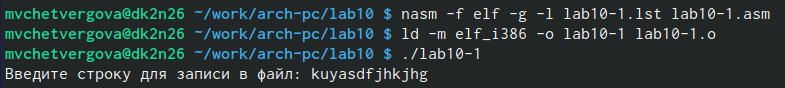 mvchetvergova@dk2n26 ~/work/arch-pc/lab10 $ nasm -f elf -g -l lab10-1.lst lab10-1.asm
mvchetvergova@dk2n26 ~/work/arch-pc/lab10 $ ld -m elf_i386 -o lab10-1 lab10-1.o
mvchetvergova@dk2n26 ~/work/arch-pc/lab10 $ ./lab10-1
Введите строку для записи в файл: kuyasdfjhkjhg